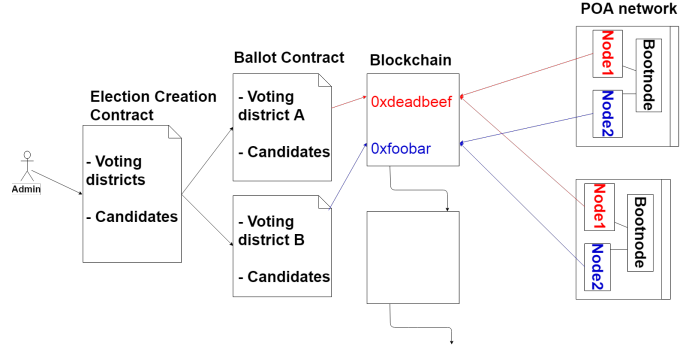 POA network
Ballot Contract
Blockchain
Election Creation
Contract
Admin
- Voting
districts
- Candidates
- Voting
district A
- Candidates
- Voting
district B
- Candidates
0xdeadbeef
0xfoobar
Node1
Node2
Bootnode
Node1
Node2
Bootnode